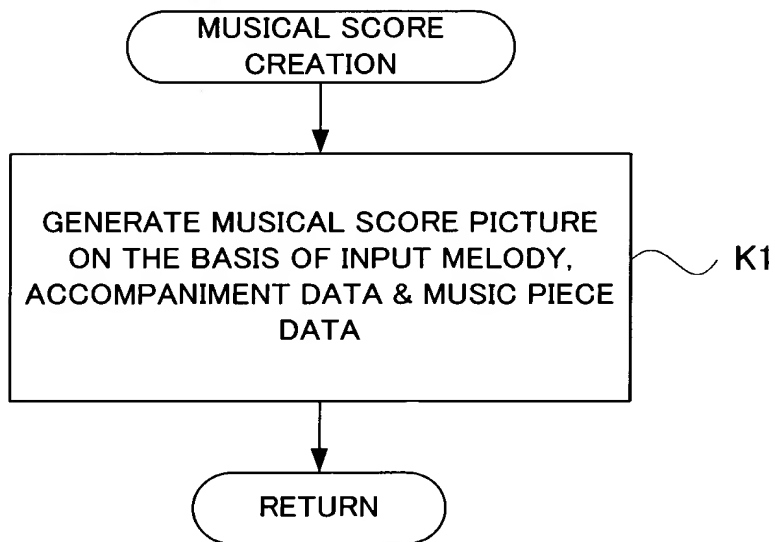 MUSICAL SCORE
CREATION
GENERATE MUSICAL SCORE PICTURE
ON THE BASIS OF INPUT MELODY,
ACCOMPANIMENT DATA & MUSIC PIECE
DATA
K1
RETURN